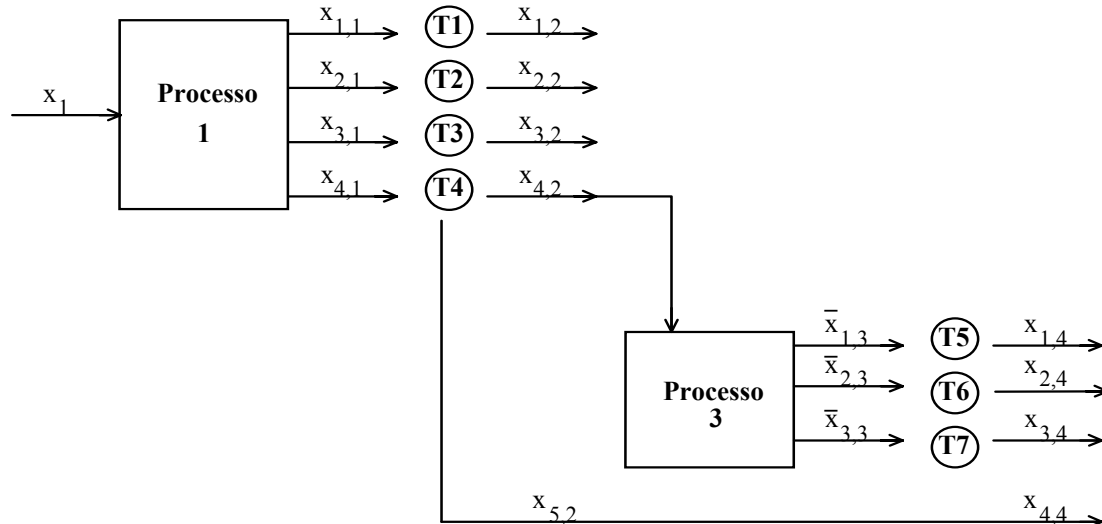 x1,1 T1 x1,2
x1 Processo 1
x2,1 T2 x2,2
x3,1 T3 x3,2
x4,1 T4 x4,2
x̅1,3 T5 x1,4
Processo 3
x̅2,3 T6 x2,4
x̅3,3 T7 x3,4
x5,2 x4,4